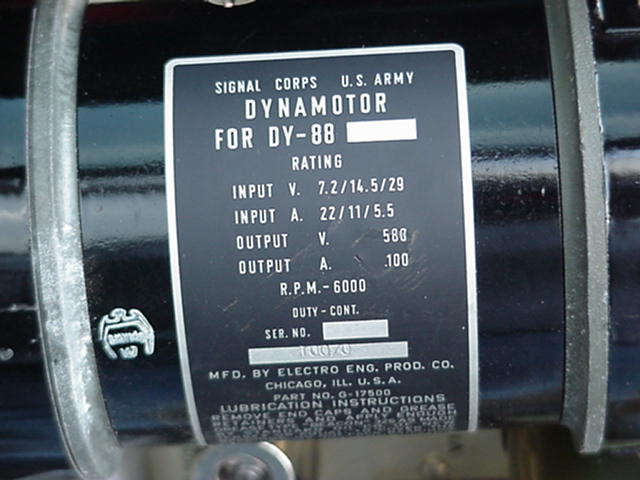 SIGNAL CORPS U.S. ARMY
DYNAMOTOR
FOR DY-88
RATING
INPUT V. 7.2/14.5/29
INPUT A. 22/11/5.5
OUTPUT V. 580
OUTPUT A. .100
R.P.M.-6000
DUTY-CONT.
SER. NO.
10070
MFD. BY ELECTRO ENG. PROD. CO.
CHICAGO, ILL. U.S.A.
PART NO. G-17500
LUBRICATION INSTRUCTIONS
REMOVE END CAPS AND GREASE